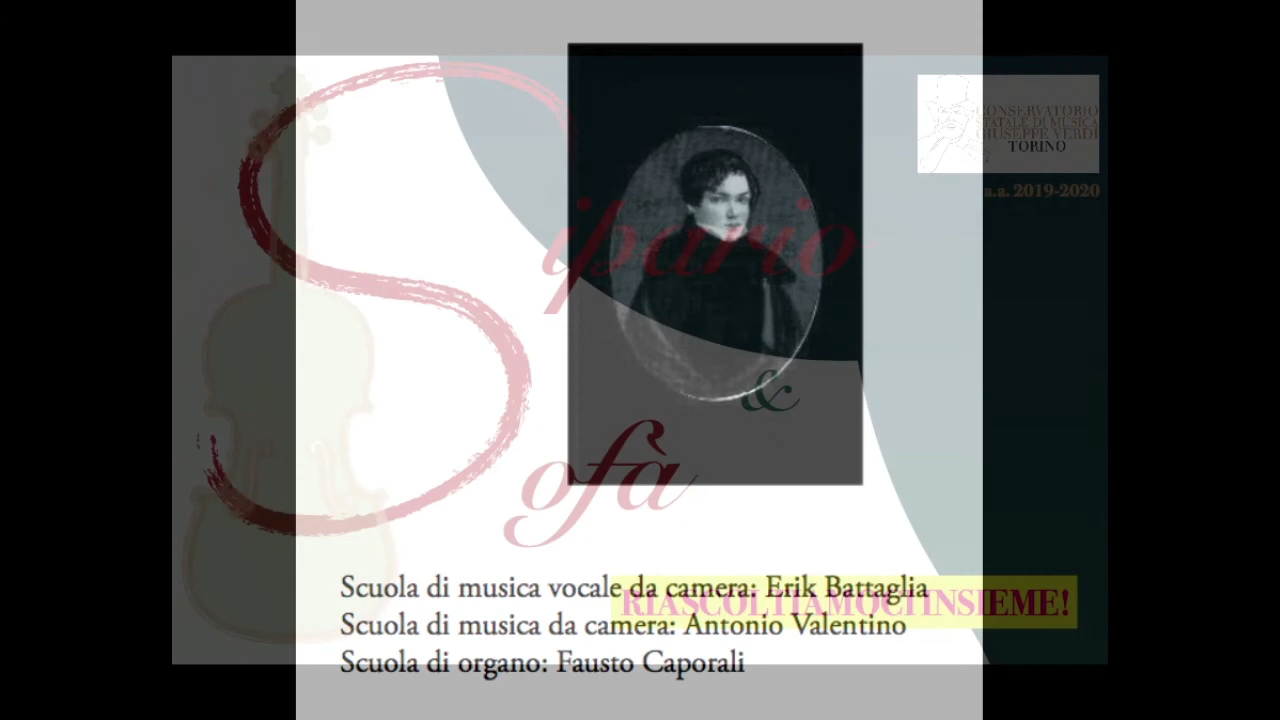 CONSERVATORIO
STATALE DI MUSICA
GIUSEPPE VERDI
TORINO
a.a. 2019-2020
Sipario
&
Sofà
Scuola di musica vocale da camera: Erik Battaglia
RIASCOLTIAMOCI INSIEME!
Scuola di musica da camera: Antonio Valentino
Scuola di organo: Fausto Caporali